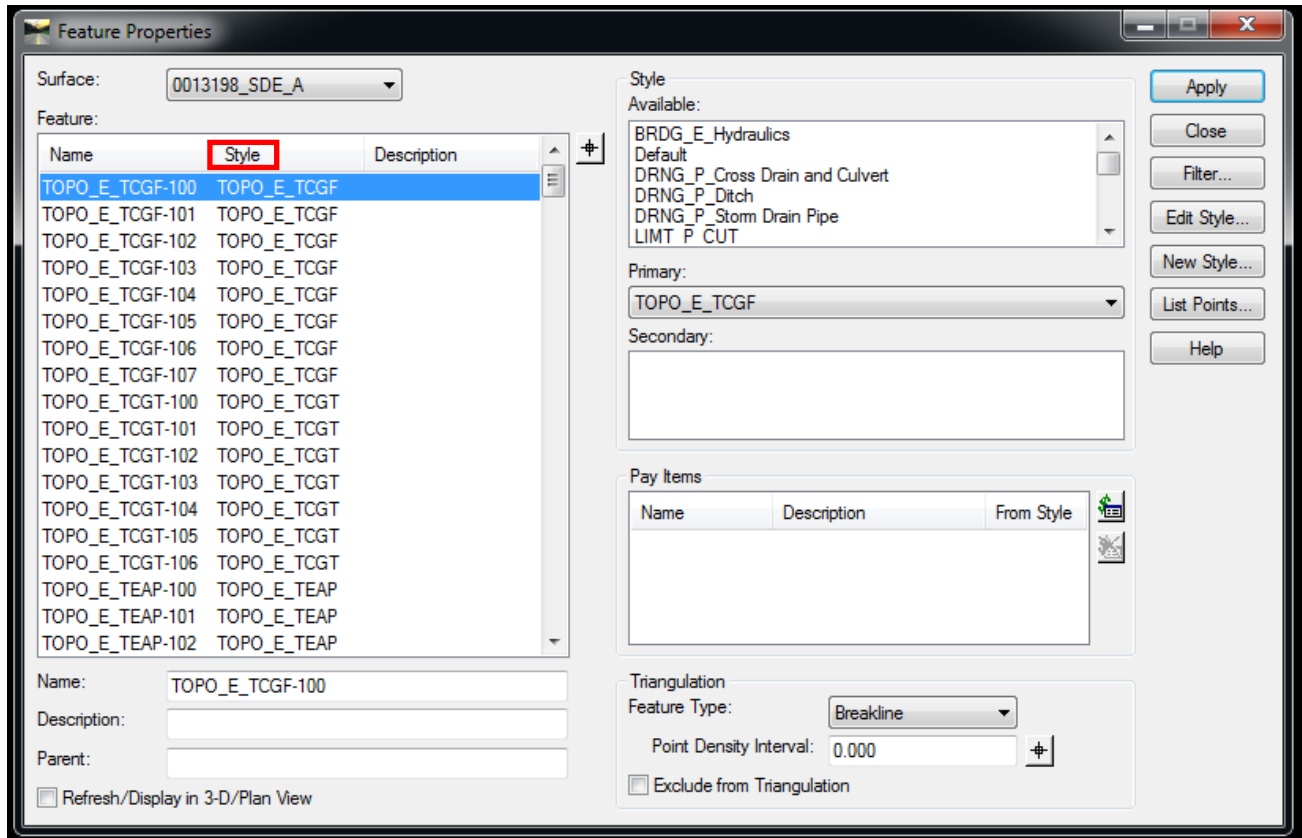 Feature Properties
Surface: 0013198_SDE_A
Feature:
Name Style Description
TOPO_E_TCGF-100 TOPO_E_TCGF
TOPO_E_TCGF-101 TOPO_E_TCGF
TOPO_E_TCGF-102 TOPO_E_TCGF
TOPO_E_TCGF-103 TOPO_E_TCGF
TOPO_E_TCGF-104 TOPO_E_TCGF
TOPO_E_TCGF-105 TOPO_E_TCGF
TOPO_E_TCGF-106 TOPO_E_TCGF
TOPO_E_TCGF-107 TOPO_E_TCGF
TOPO_E_TCGT-100 TOPO_E_TCGT
TOPO_E_TCGT-101 TOPO_E_TCGT
TOPO_E_TCGT-102 TOPO_E_TCGT
TOPO_E_TCGT-103 TOPO_E_TCGT
TOPO_E_TCGT-104 TOPO_E_TCGT
TOPO_E_TCGT-105 TOPO_E_TCGT
TOPO_E_TCGT-106 TOPO_E_TCGT
TOPO_E_TEAP-100 TOPO_E_TEAP
TOPO_E_TEAP-101 TOPO_E_TEAP
TOPO_E_TEAP-102 TOPO_E_TEAP
Name: TOPO_E_TCGF-100
Description:
Parent:
Refresh/Display in 3-D/Plan View
Style
Available:
BRDG_E_Hydraulics
Default
DRNG_P_Cross Drain and Culvert
DRNG_P_Ditch
DRNG_P_Storm Drain Pipe
LIMT_P_CUT
Primary:
TOPO_E_TCGF
Secondary:
Pay Items
Name Description From Style
Triangulation
Feature Type: Breakline
Point Density Interval: 0.000
Exclude from Triangulation
Apply
Close
Filter...
Edit Style...
New Style...
List Points...
Help